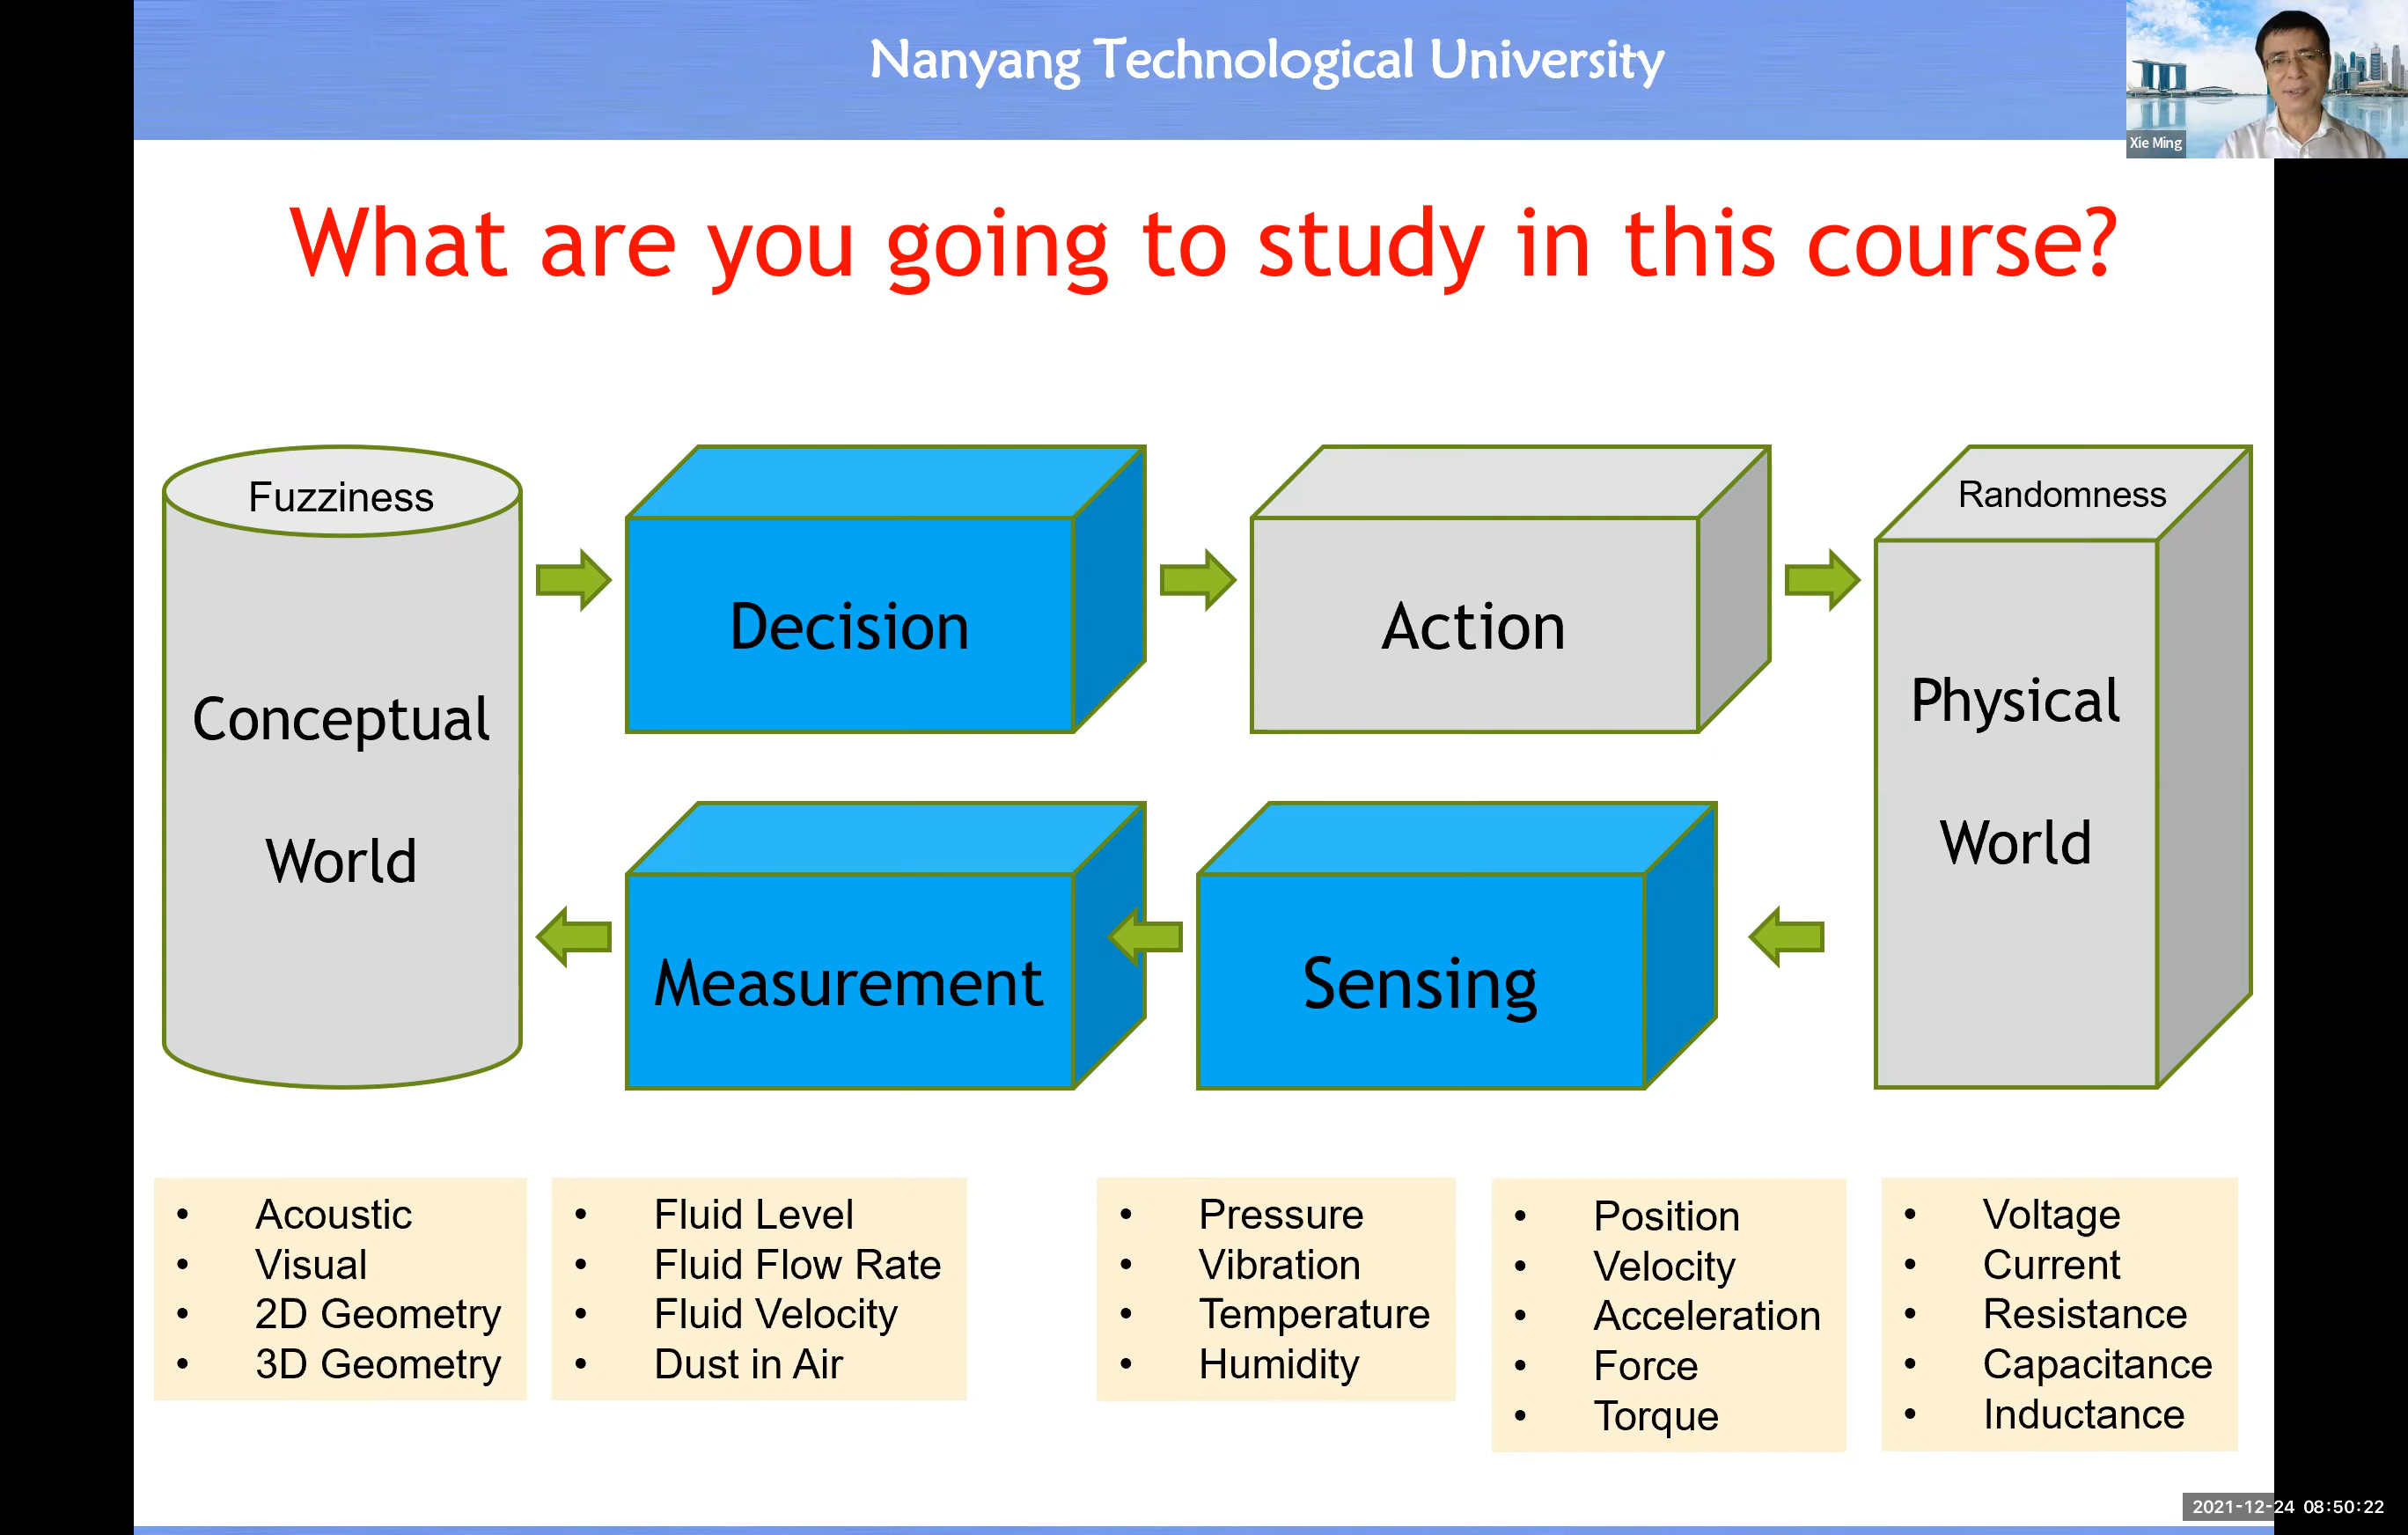 Nanyang Technological University
Xie Ming
What are you going to study in this course?
Fuzziness
Conceptual
World
Decision
Action
Randomness
Physical
World
Measurement
Sensing
• Acoustic
• Visual
• 2D Geometry
• 3D Geometry
• Fluid Level
• Fluid Flow Rate
• Fluid Velocity
• Dust in Air
• Pressure
• Vibration
• Temperature
• Humidity
• Position
• Velocity
• Acceleration
• Force
• Torque
• Voltage
• Current
• Resistance
• Capacitance
• Inductance
2021-12-24 08:50:22